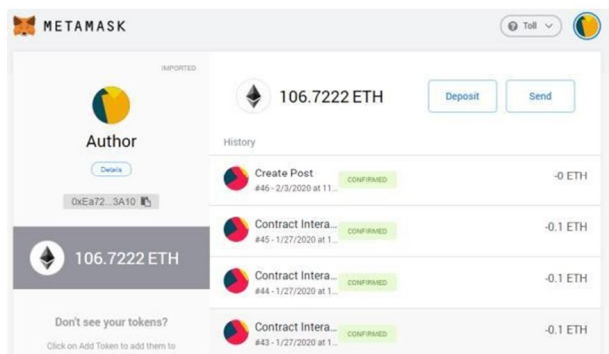 METAMASK
Toll
IMPORTED
Author
Details
0xEa72...3A10
106.7222 ETH
Don't see your tokens?
Click on Add Token to add them to
106.7222 ETH
Deposit
Send
History
Create Post
#46 - 2/3/2020 at 11...
CONFIRMED
-0 ETH
Contract Intera...
#45 - 1/27/2020 at 1...
CONFIRMED
-0.1 ETH
Contract Intera...
#44 - 1/27/2020 at 1...
CONFIRMED
-0.1 ETH
Contract Intera...
#43 - 1/27/2020 at 1...
CONFIRMED
-0.1 ETH